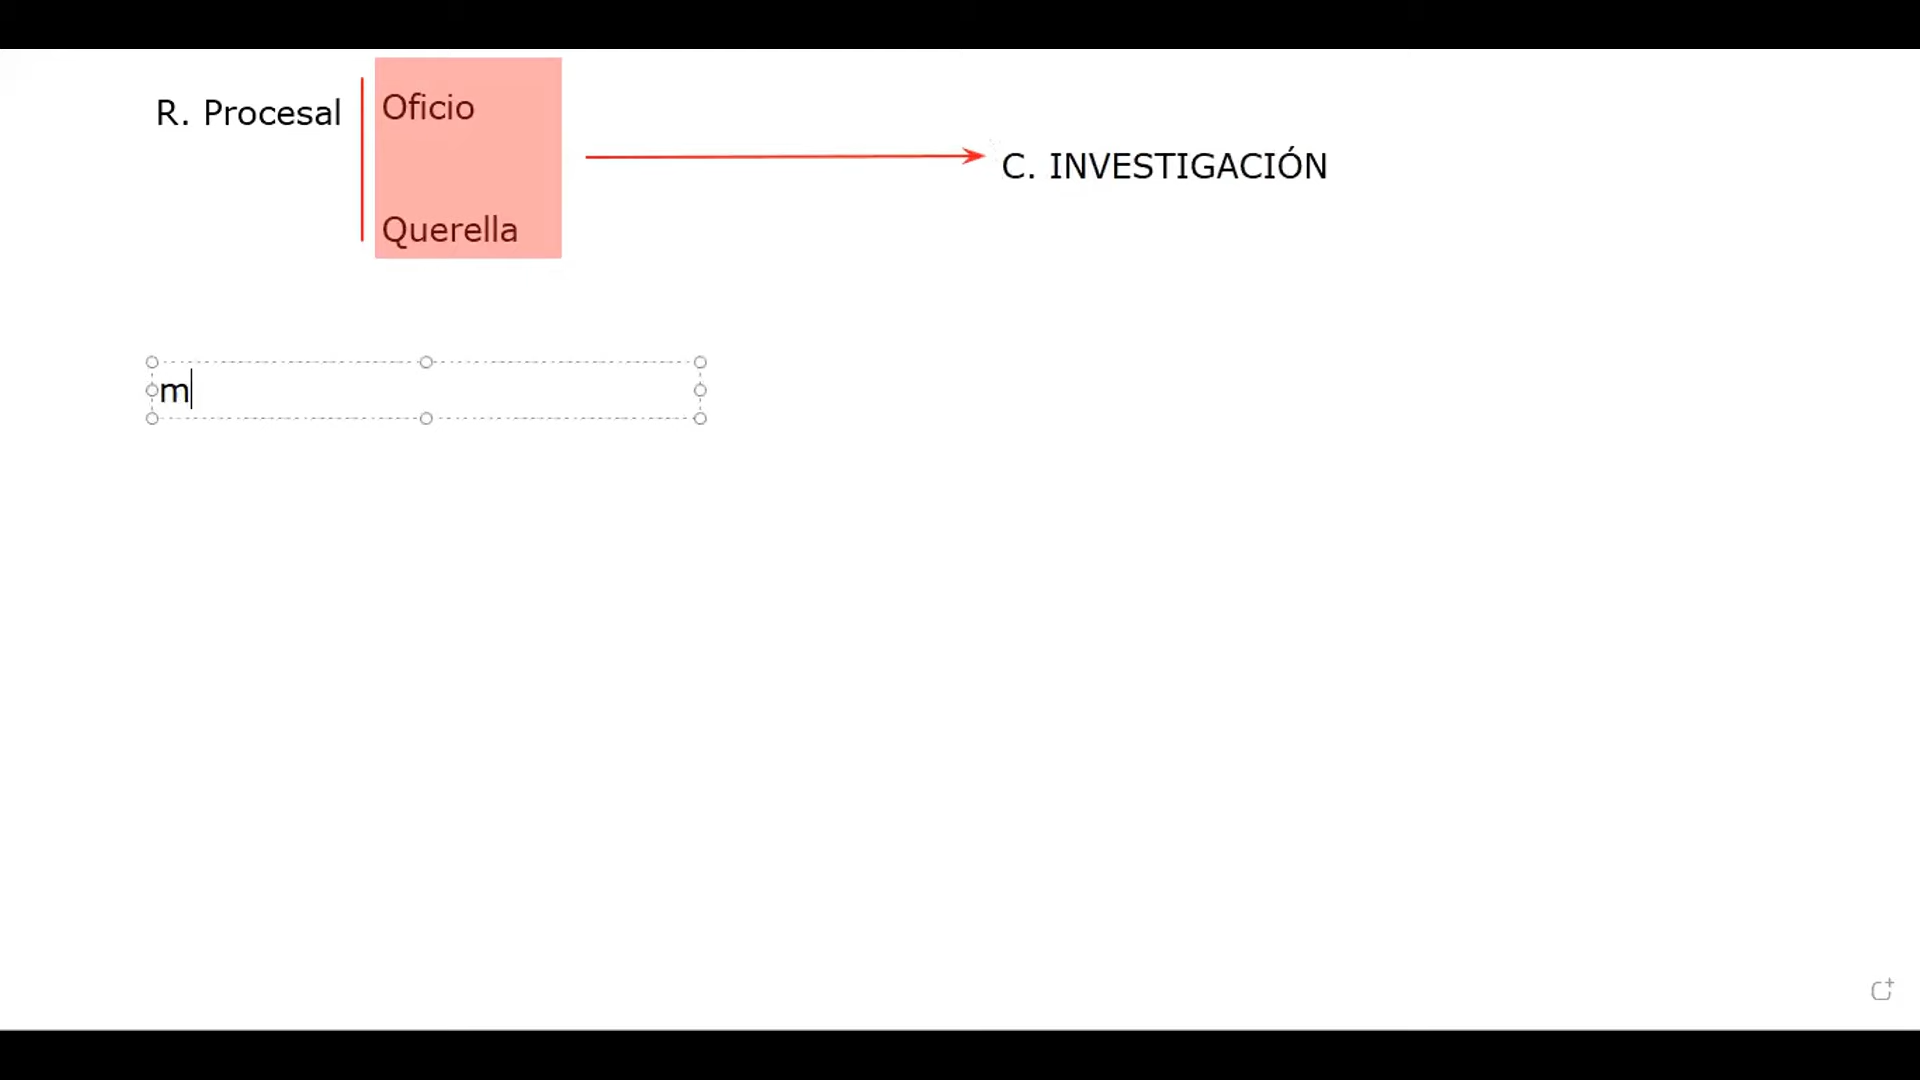 R. Procesal
Oficio
Querella
C. INVESTIGACIÓN
m